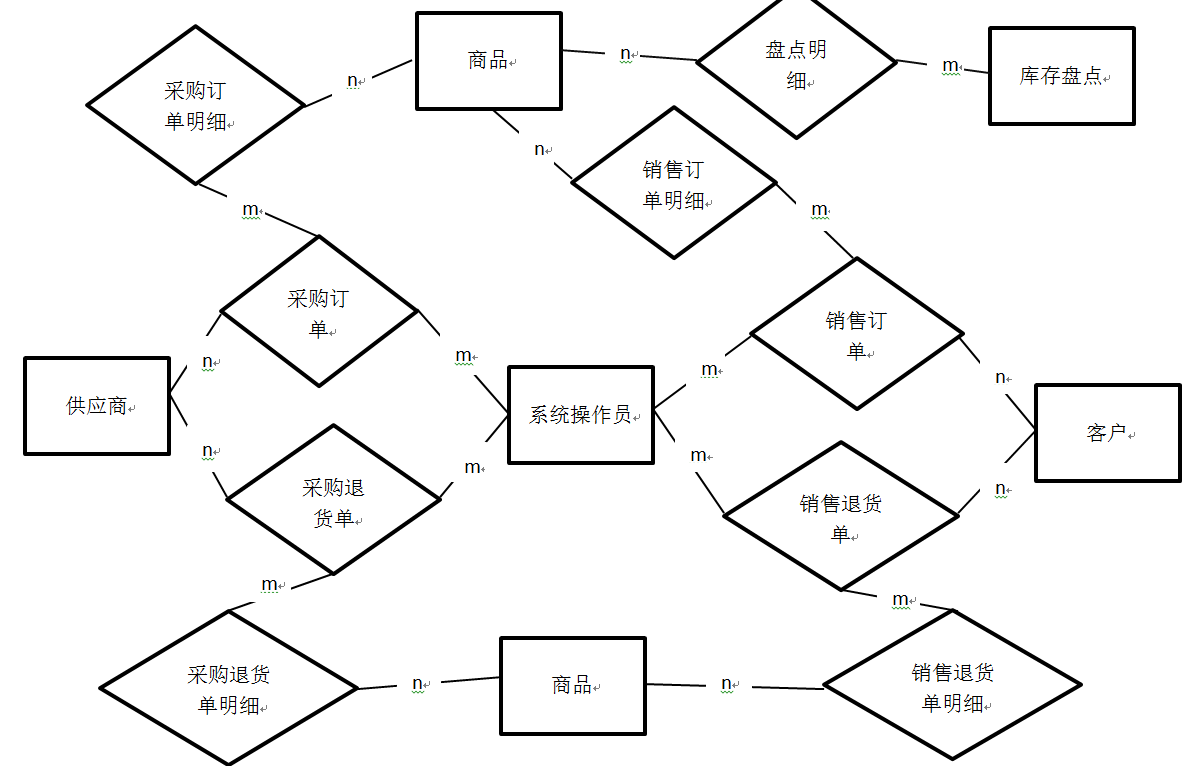 商品
n
盘点明
细
m
库存盘点
采购订
单明细
n
n
销售订
单明细
m
m
采购订
单
销售订
单
n
m
m
n
供应商
系统操作员
客户
n
m
m
n
采购退
货单
销售退货
单
m
m
采购退货
单明细
n
商品
n
销售退货
单明细